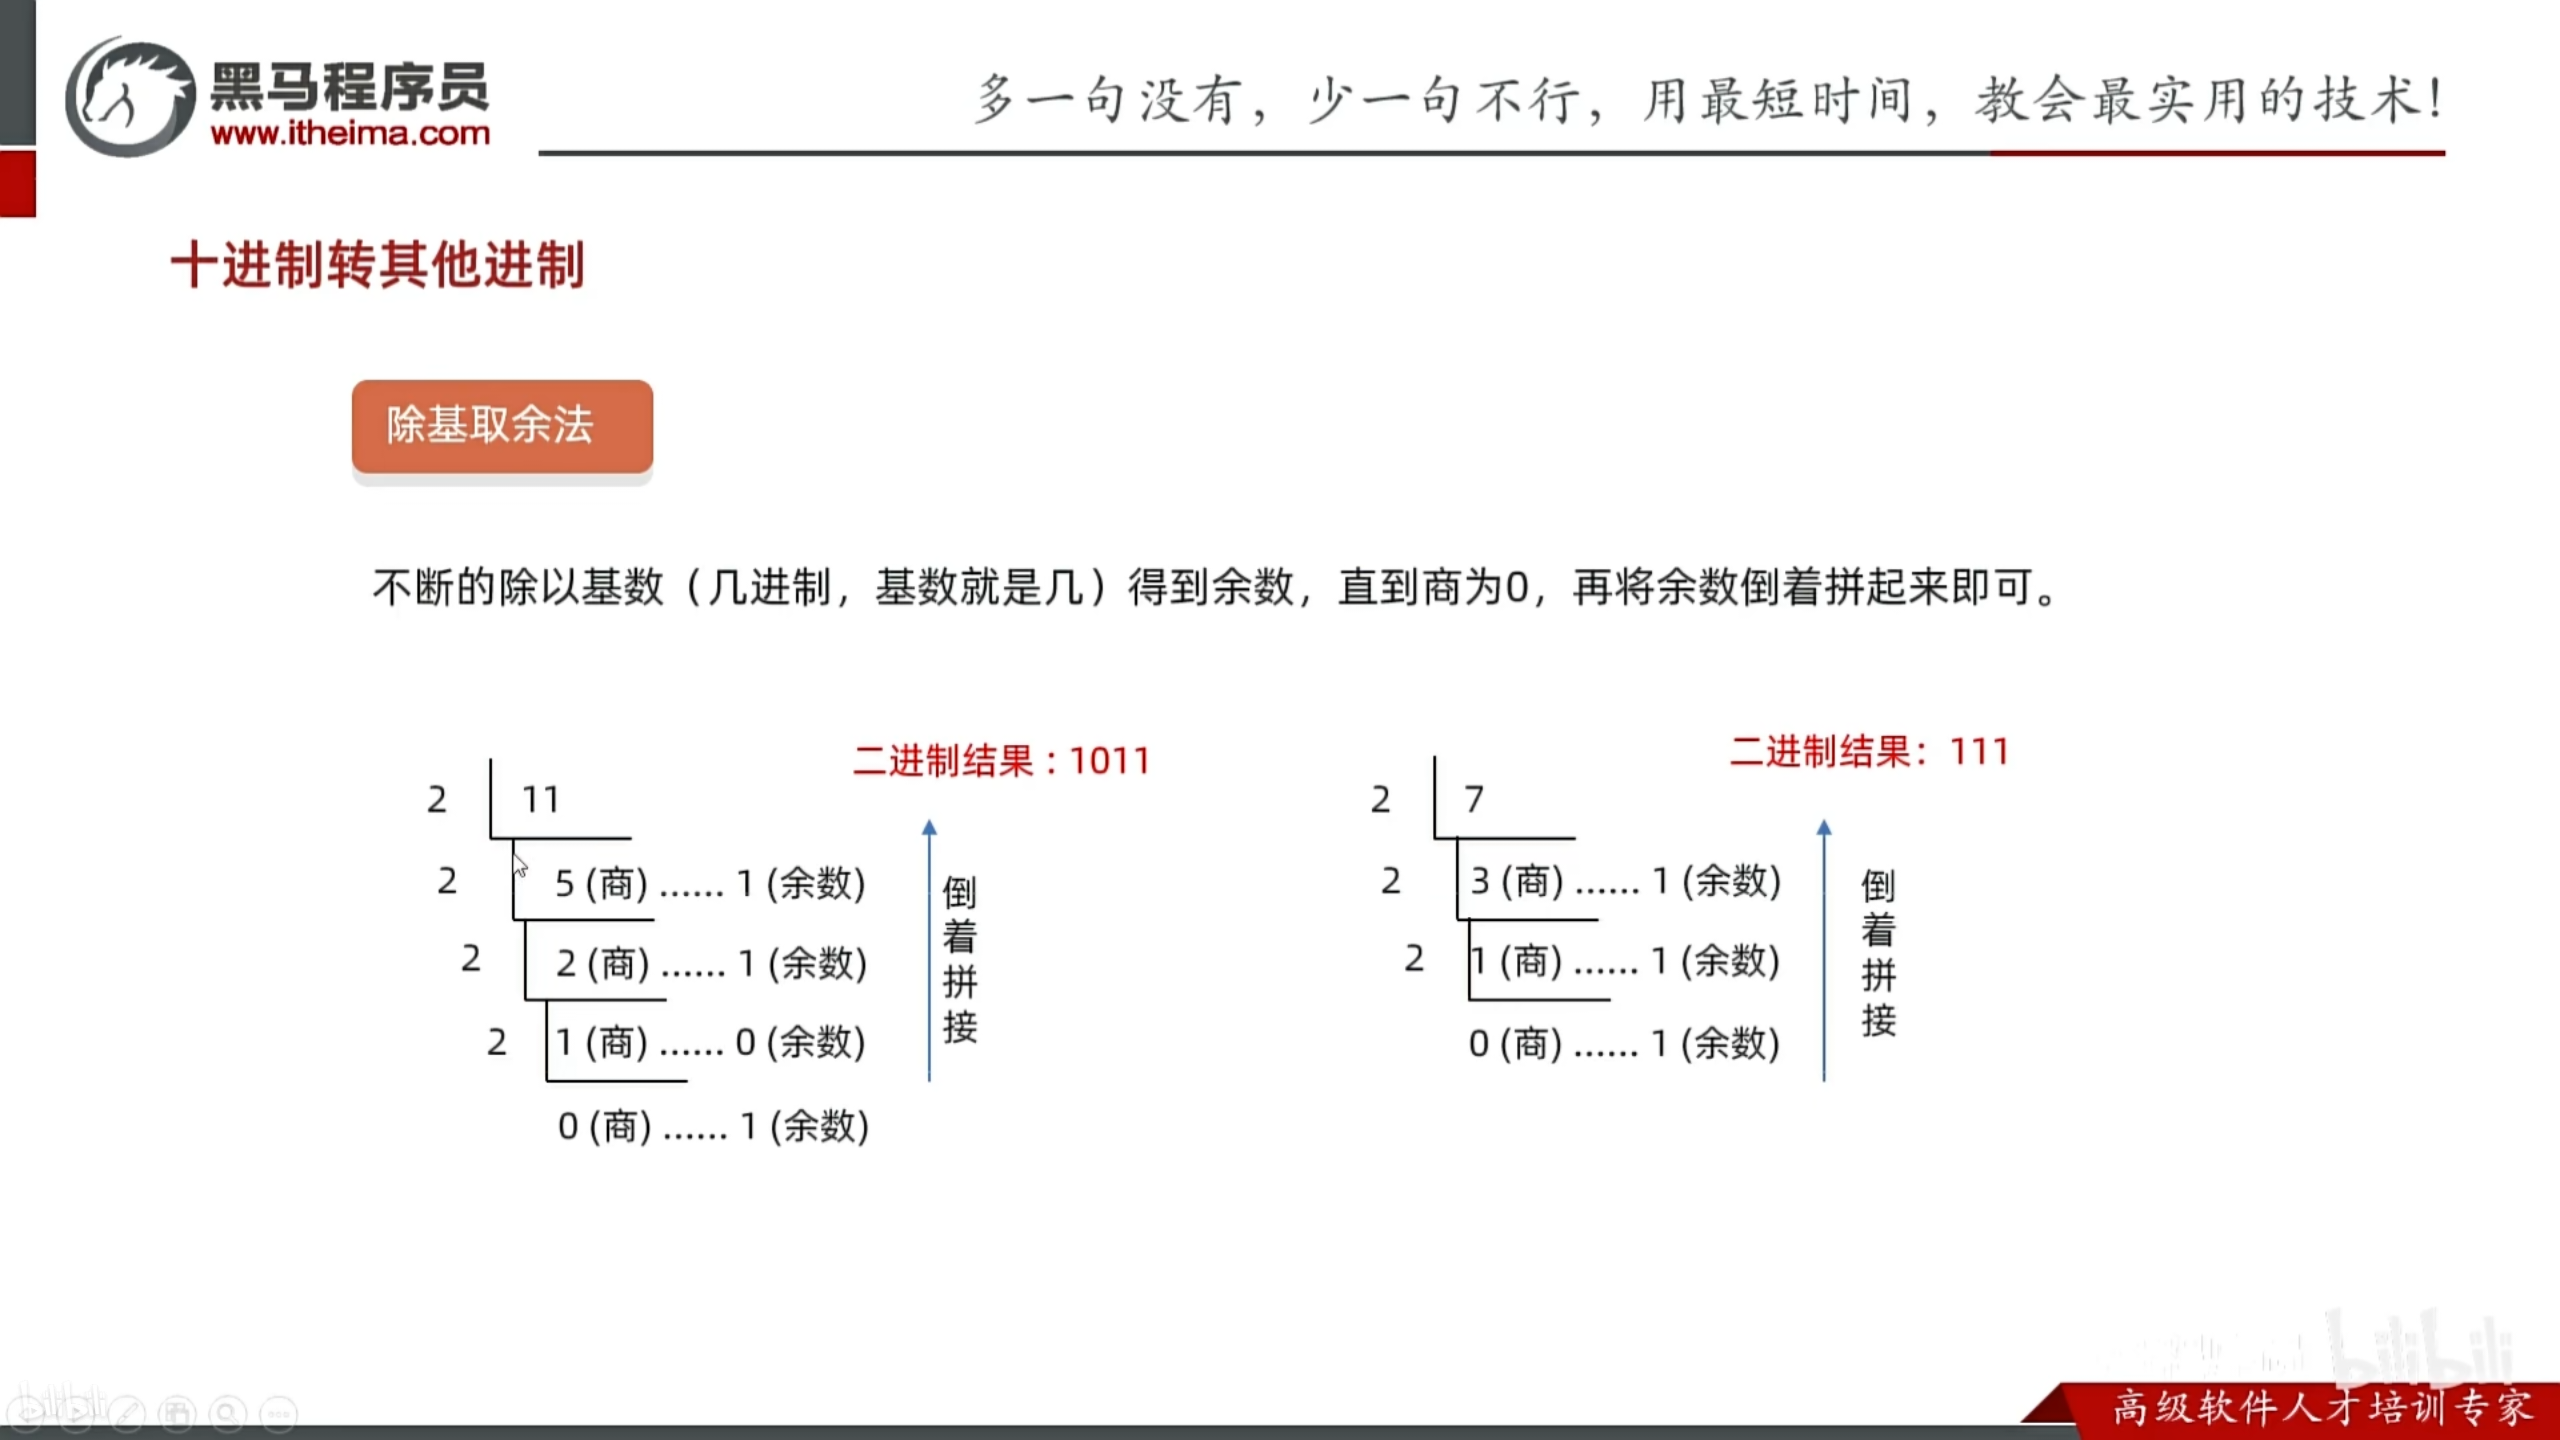 黑马程序员
www.itheima.com
多一句没有，少一句不行，用最短时间，教会最实用的技术！
十进制转其他进制
除基取余法
不断的除以基数（几进制，基数就是几）得到余数，直到商为0，再将余数倒着拼起来即可。
二进制结果：1011
2 11
2 5 (商) ...... 1 (余数)
2 2 (商) ...... 1 (余数)
2 1 (商) ...... 0 (余数)
0 (商) ...... 1 (余数)
倒着拼接
二进制结果：111
2 7
2 3 (商) ...... 1 (余数)
2 1 (商) ...... 1 (余数)
0 (商) ...... 1 (余数)
倒着拼接
bilibili
高级软件人才培训专家